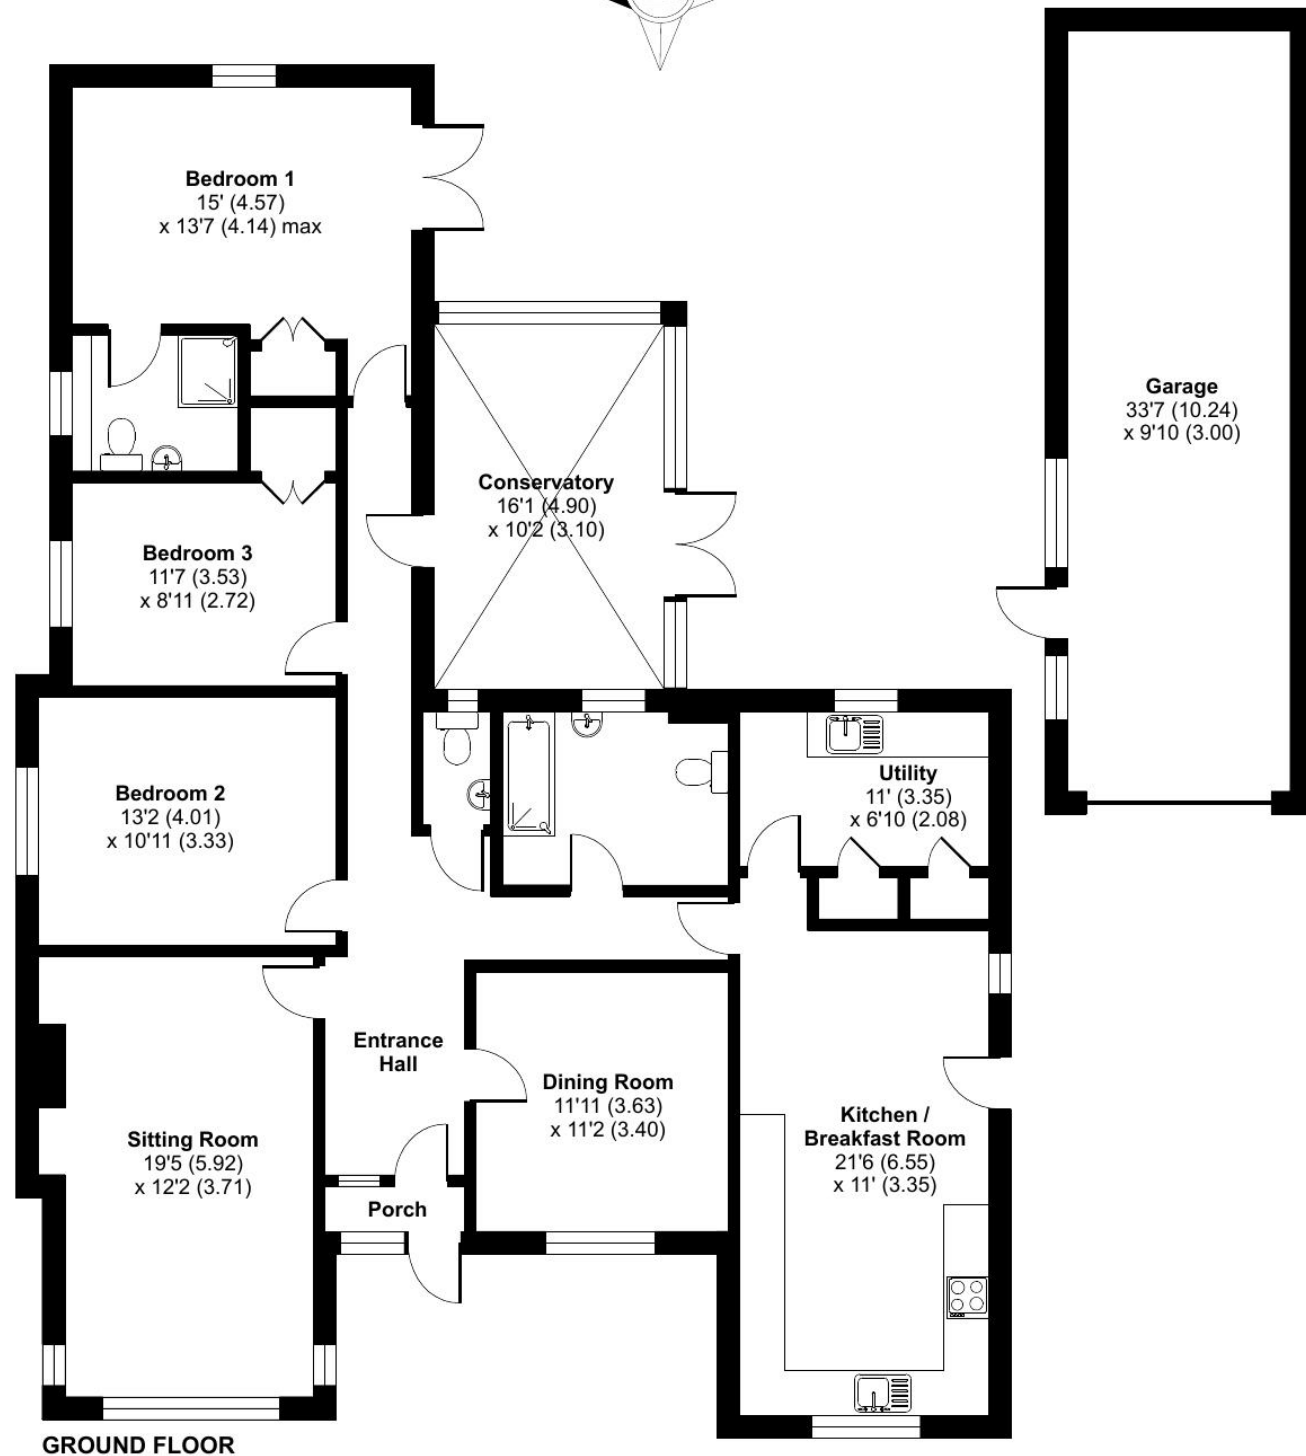 Bedroom 1
15' (4.57)
x 13'7 (4.14) max
Garage
33'7 (10.24)
x 9'10 (3.00)
Conservatory
16'1 (4.90)
x 10'2 (3.10)
Bedroom 3
11'7 (3.53)
x 8'11 (2.72)
Utility
11' (3.35)
x 6'10 (2.08)
Bedroom 2
13'2 (4.01)
x 10'11 (3.33)
Entrance
Hall
Dining Room
11'11 (3.63)
x 11'2 (3.40)
Kitchen /
Breakfast Room
21'6 (6.55)
x 11' (3.35)
Sitting Room
19'5 (5.92)
x 12'2 (3.71)
Porch
GROUND FLOOR